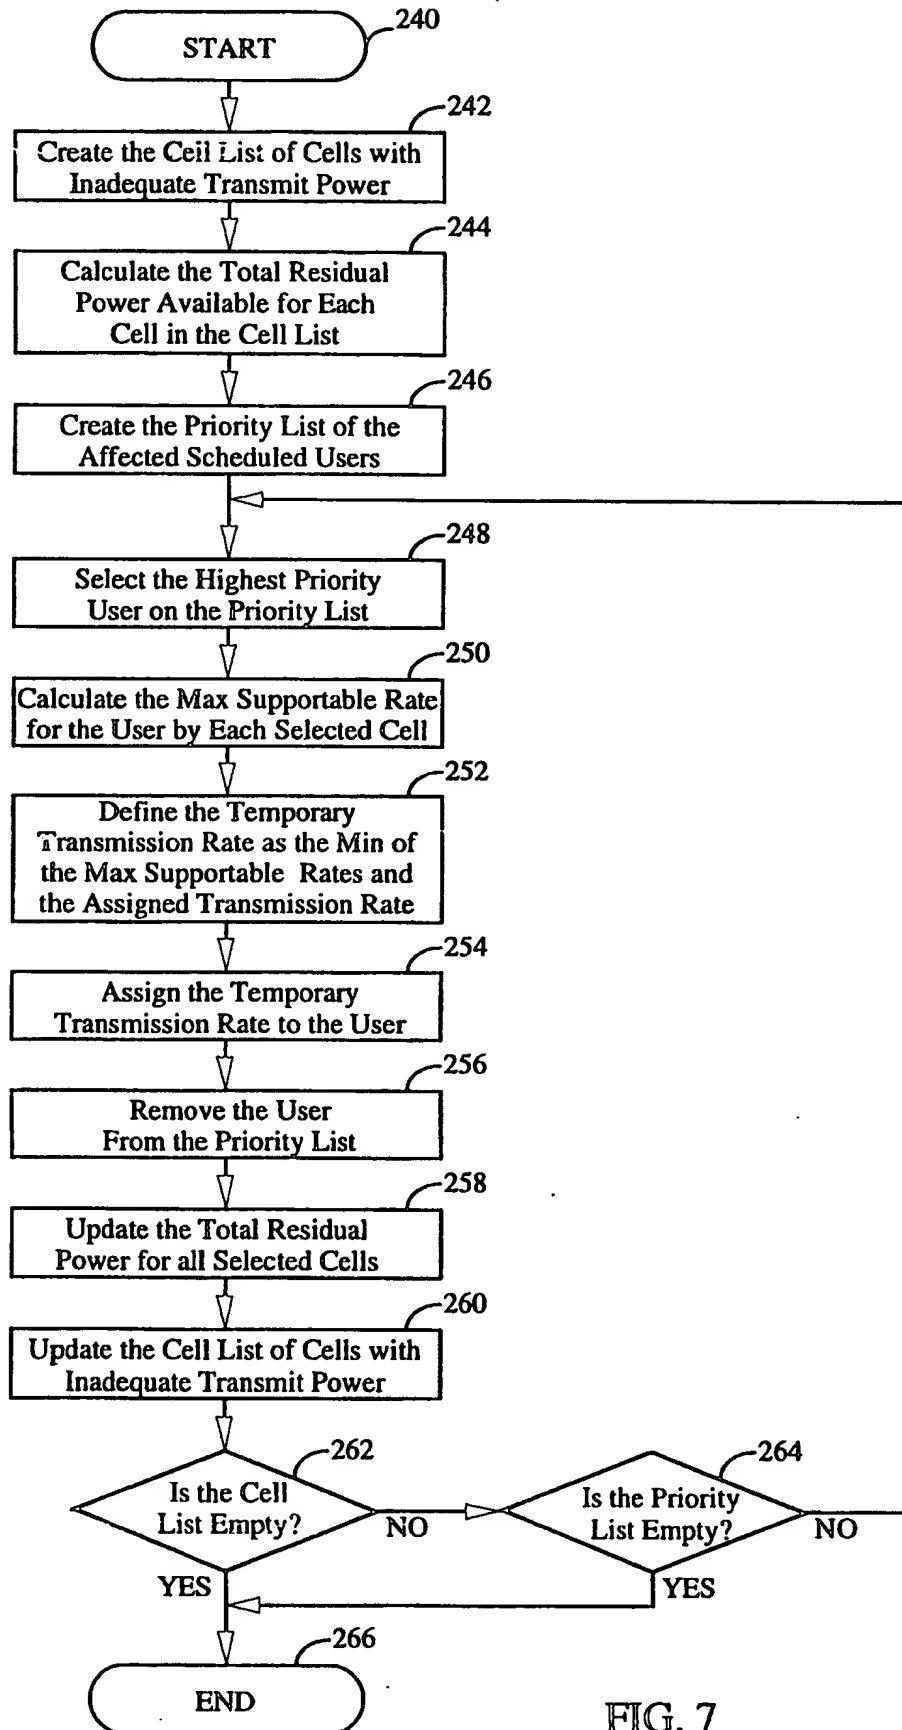 START
240
242
Create the Cell List of Cells with
Inadequate Transmit Power
244
Calculate the Total Residual
Power Available for Each
Cell in the Cell List
246
Create the Priority List of the
Affected Scheduled Users
248
Select the Highest Priority
User on the Priority List
250
Calculate the Max Supportable Rate
for the User by Each Selected Cell
252
Define the Temporary
Transmission Rate as the Min of
the Max Supportable Rates and
the Assigned Transmission Rate
254
Assign the Temporary
Transmission Rate to the User
256
Remove the User
From the Priority List
258
Update the Total Residual
Power for all Selected Cells
260
Update the Cell List of Cells with
Inadequate Transmit Power
262
Is the Cell
List Empty?
NO
YES
264
Is the Priority
List Empty?
NO
YES
266
END
FIG. 7